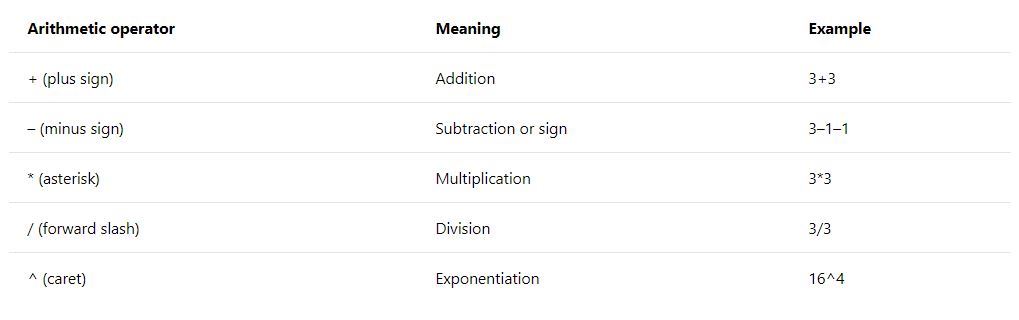 Arithmetic operator Meaning Example
+ (plus sign) Addition 3+3
– (minus sign) Subtraction or sign 3–1–1
* (asterisk) Multiplication 3*3
/ (forward slash) Division 3/3
^ (caret) Exponentiation 16^4